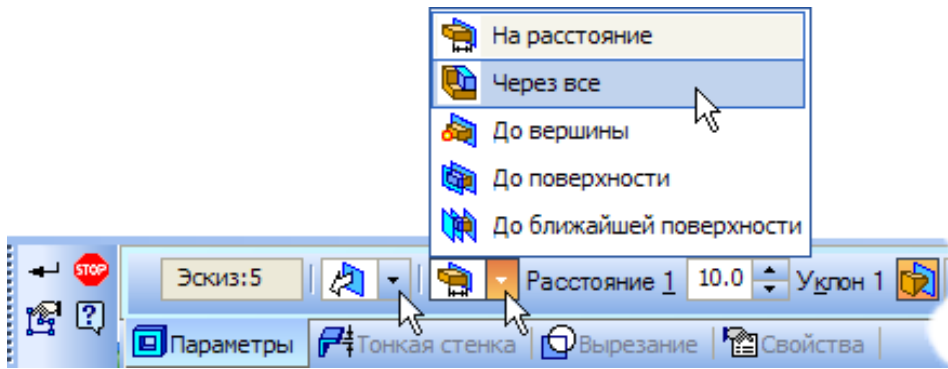 На расстояние
Через все
До вершины
До поверхности
До ближайшей поверхности
STOP Эскиз:5 Расстояние 1 10.0 Уклон 1
? Параметры Тонкая стенка Вырезание Свойства